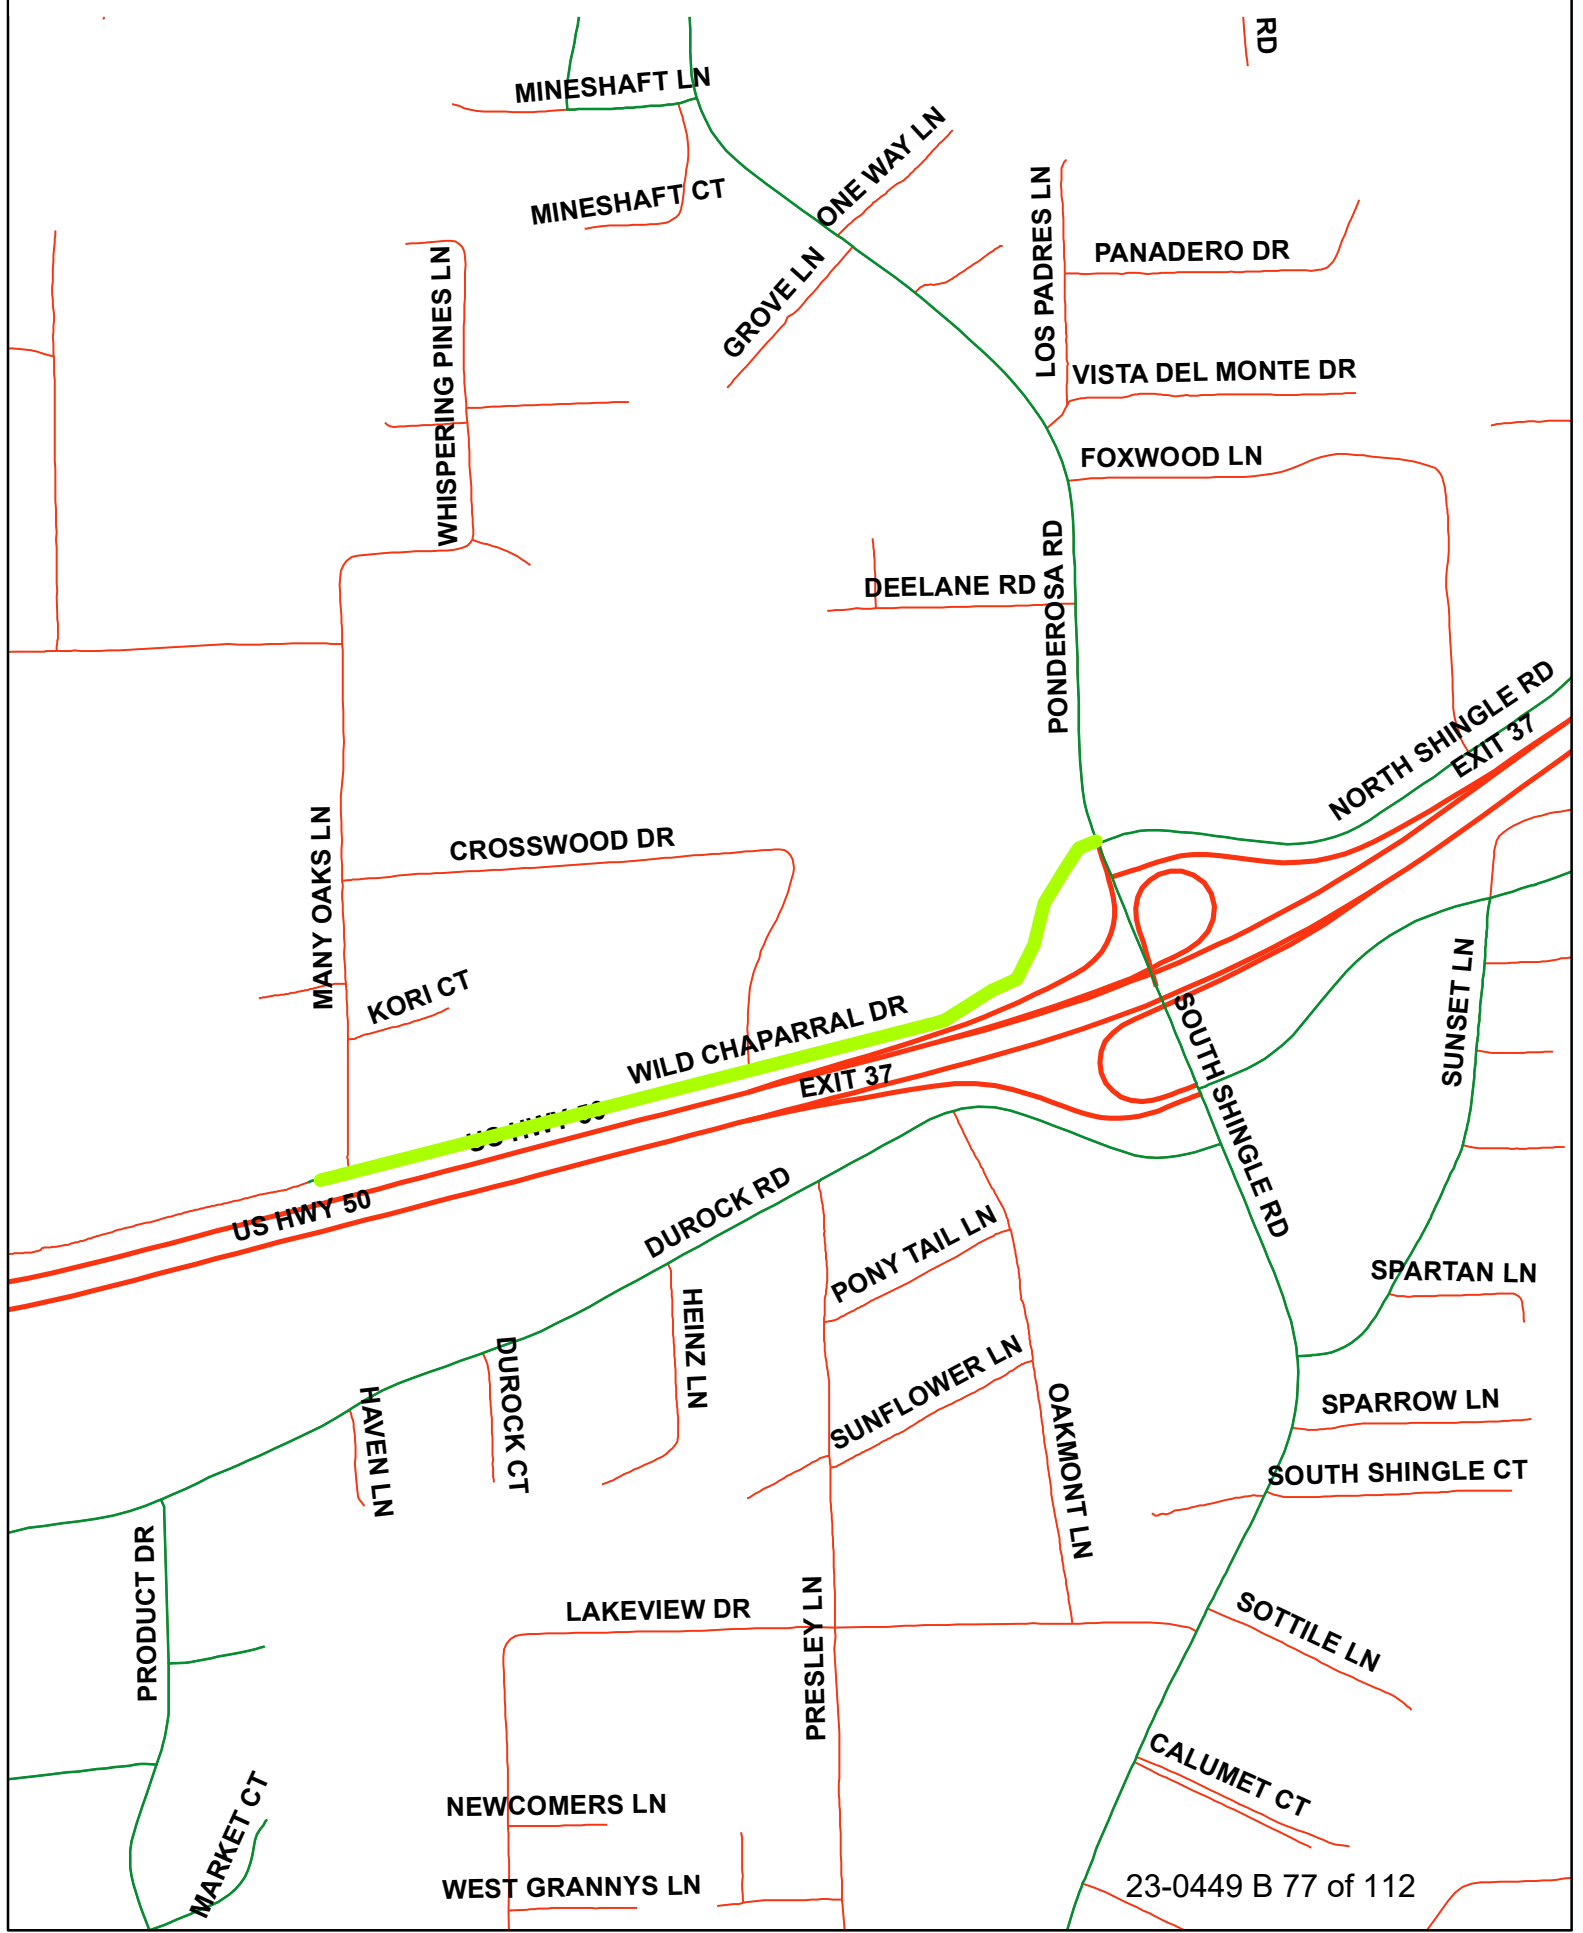 RD
MINESHAFT LN
ONE WAY LN
MINESHAFT CT
LOS PADRES LN
PANADERO DR
WHISPERING PINES LN
GROVE LN
VISTA DEL MONTE DR
FOXWOOD LN
PONDEROSA RD
DEELANE RD
NORTH SHINGLE RD
EXIT 37
MANY OAKS LN
CROSSWOOD DR
KORI CT
SUNSET LN
WILD CHAPARRAL DR
SOUTH SHINGLE RD
EXIT 37
US HWY 50
US HWY 50
DUROCK RD
PONY TAIL LN
SPARTAN LN
HEINZ LN
DUROCK CT
SUNFLOWER LN
HAVEN LN
OAKMONT LN
SPARROW LN
SOUTH SHINGLE CT
PRODUCT DR
PRESLEY LN
LAKEVIEW DR
SOTTILE LN
CALUMET CT
MARKET CT
NEWCOMERS LN
WEST GRANNYS LN
23-0449 B 77 of 112